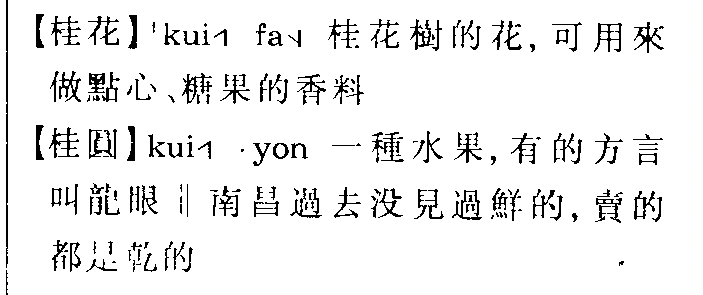 【桂花】ˈkui˧˥ fa˦˨ 桂花樹的花，可用來
做點心、糖果的香料
【桂圓】kui˧˥ ·yon 一種水果，有的方言
叫龍眼‖南昌過去没見過鮮的，賣的
都是乾的